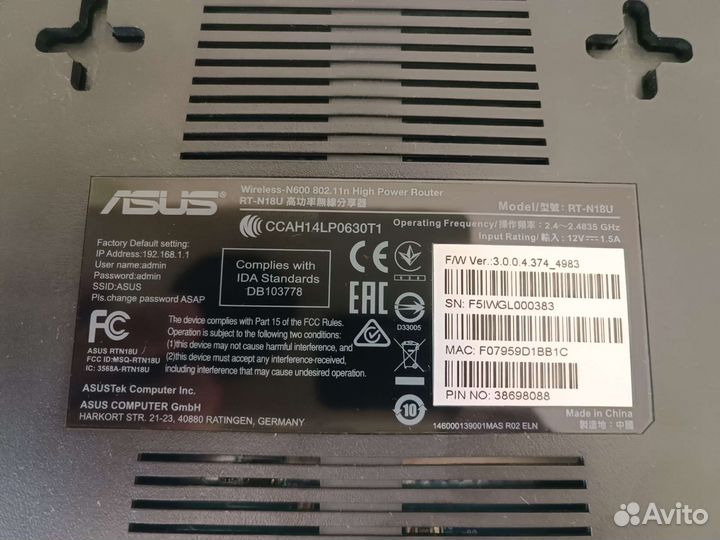 ASUS
Wireless-N600 802.11n High Power Router
RT-N18U 高功率無線分享器
Model/型號: RT-N18U
CCAH14LP0630T1
Operating Frequency/操作頻率: 2.4~2.4835 GHz
Input Rating/輸入: 12V 1.5A
Factory Default setting:
IP Address:192.168.1.1
User name:admin
Password:admin
SSID:ASUS
Pls.change password ASAP
Complies with
IDA Standards
DB103778
EAC
D33005
F/W Ver.:3.0.0.4.374_4983
SN: F5IWGL000383
MAC: F07959D1BB1C
PIN NO: 38698088
FC
ASUS RTN18U /
FCC ID:MSQ-RTN18U
IC: 3568A-RTN18U
The device complies with Part 15 of the FCC Rules.
Operation is subject to the following two conditions:
(1)this device may not cause harmful interference, and
(2)this device must accept any interference received,
including interference that may cause undesired
operation.
ASUSTek Computer Inc.
ASUS COMPUTER GmbH
HARKORT STR. 21-23, 40880 RATINGEN, GERMANY
10
146000139001MAS R02 ELN
Made in China
製造地: 中國
Avito